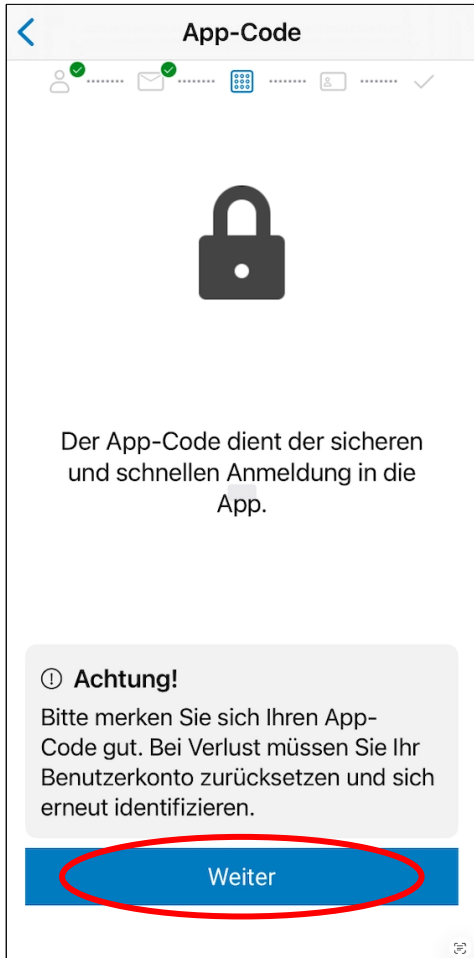 App-Code
Der App-Code dient der sicheren
und schnellen Anmeldung in die
App.
Achtung!
Bitte merken Sie sich Ihren App-
Code gut. Bei Verlust müssen Sie Ihr
Benutzerkonto zurücksetzen und sich
erneut identifizieren.
Weiter